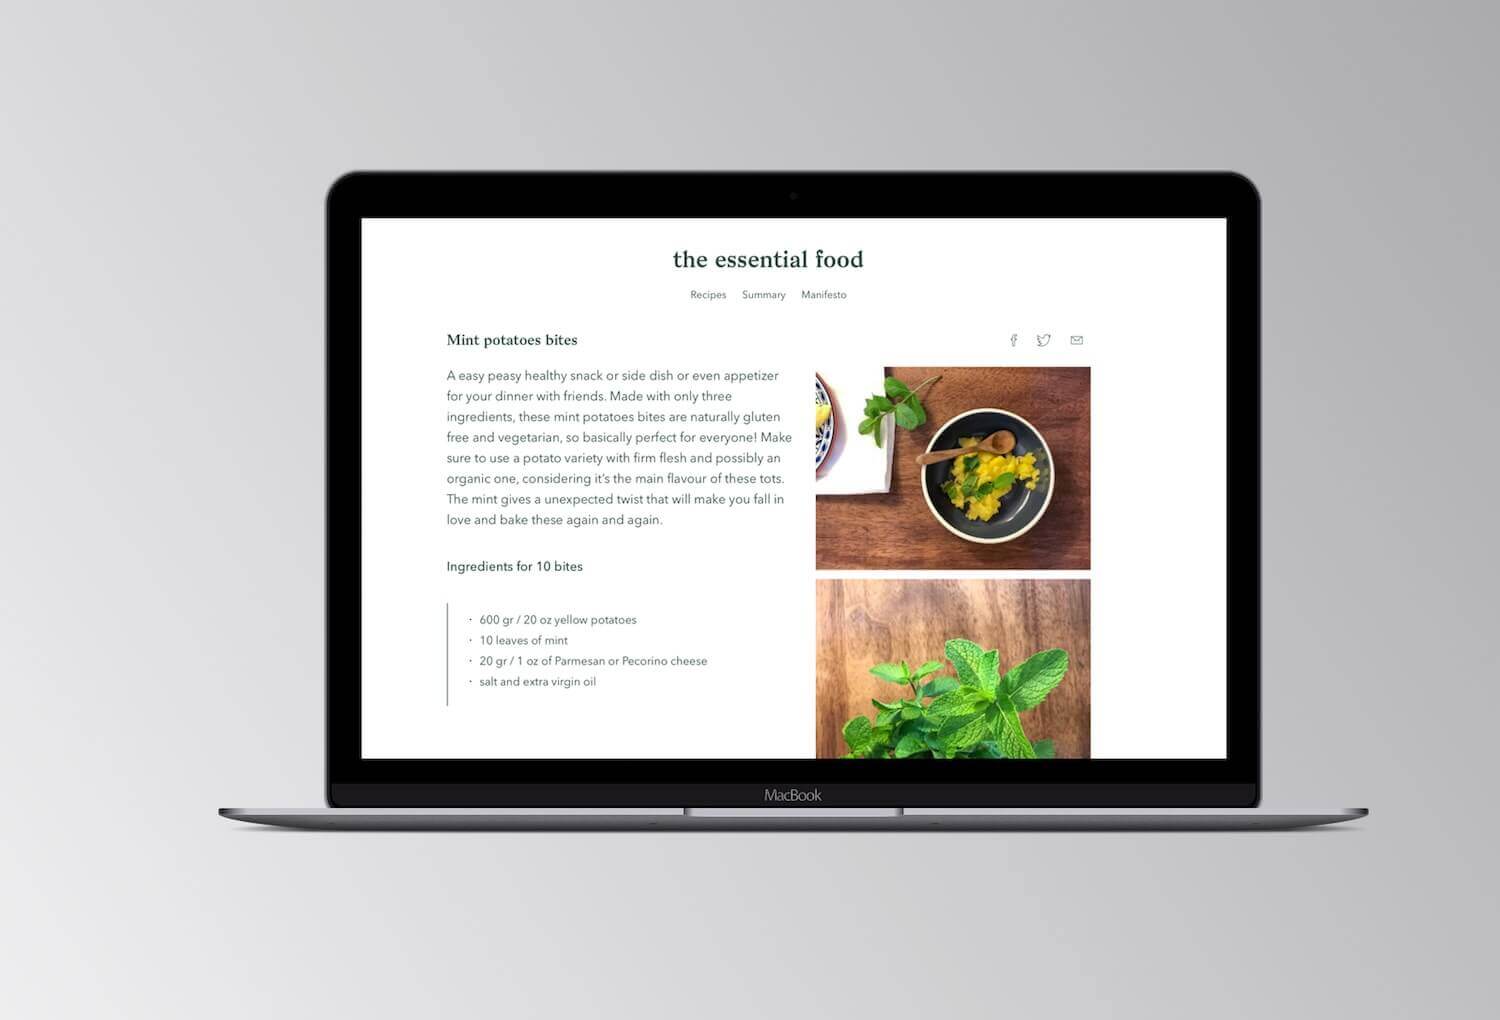 the essential food
Recipes Summary Manifesto
Mint potatoes bites
A easy peasy healthy snack or side dish or even appetizer
for your dinner with friends. Made with only three
ingredients, these mint potatoes bites are naturally gluten
free and vegetarian, so basically perfect for everyone! Make
sure to use a potato variety with firm flesh and possibly an
organic one, considering it's the main flavour of these tots.
The mint gives a unexpected twist that will make you fall in
love and bake these again and again.
Ingredients for 10 bites
· 600 gr / 20 oz yellow potatoes
· 10 leaves of mint
· 20 gr / 1 oz of Parmesan or Pecorino cheese
· salt and extra virgin oil
MacBook